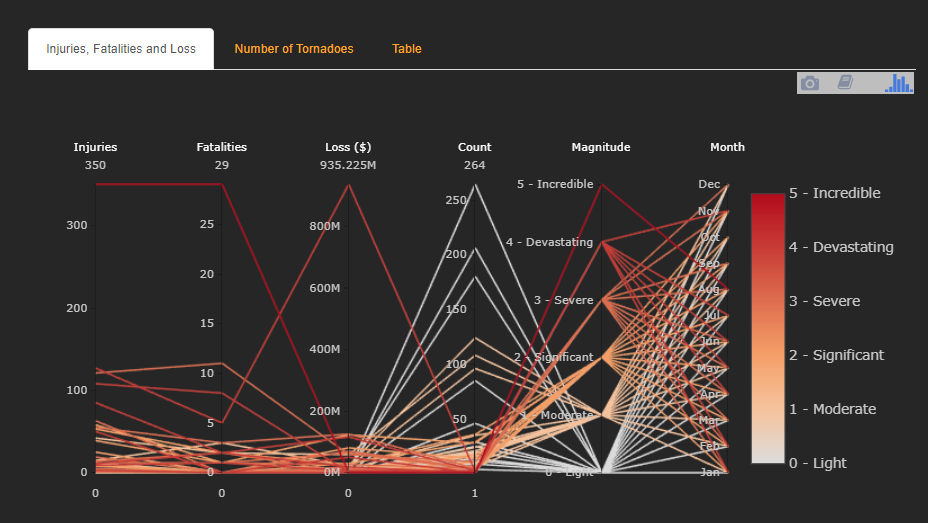 Injuries, Fatalities and Loss
Number of Tornadoes
Table
Injuries
Fatalities
Loss ($)
Count
Magnitude
Month
350
29
935.225M
264
300
200
100
0
0
25
20
15
10
5
0
0
800M
600M
400M
200M
0M
0
250
200
150
100
50
1
5 - Incredible
4 - Devastating
3 - Severe
2 - Significant
1 - Moderate
0 - Light
Dec
Nov
Oct
Sep
Aug
Jul
Jun
May
Apr
Mar
Feb
Jan
5 - Incredible
4 - Devastating
3 - Severe
2 - Significant
1 - Moderate
0 - Light